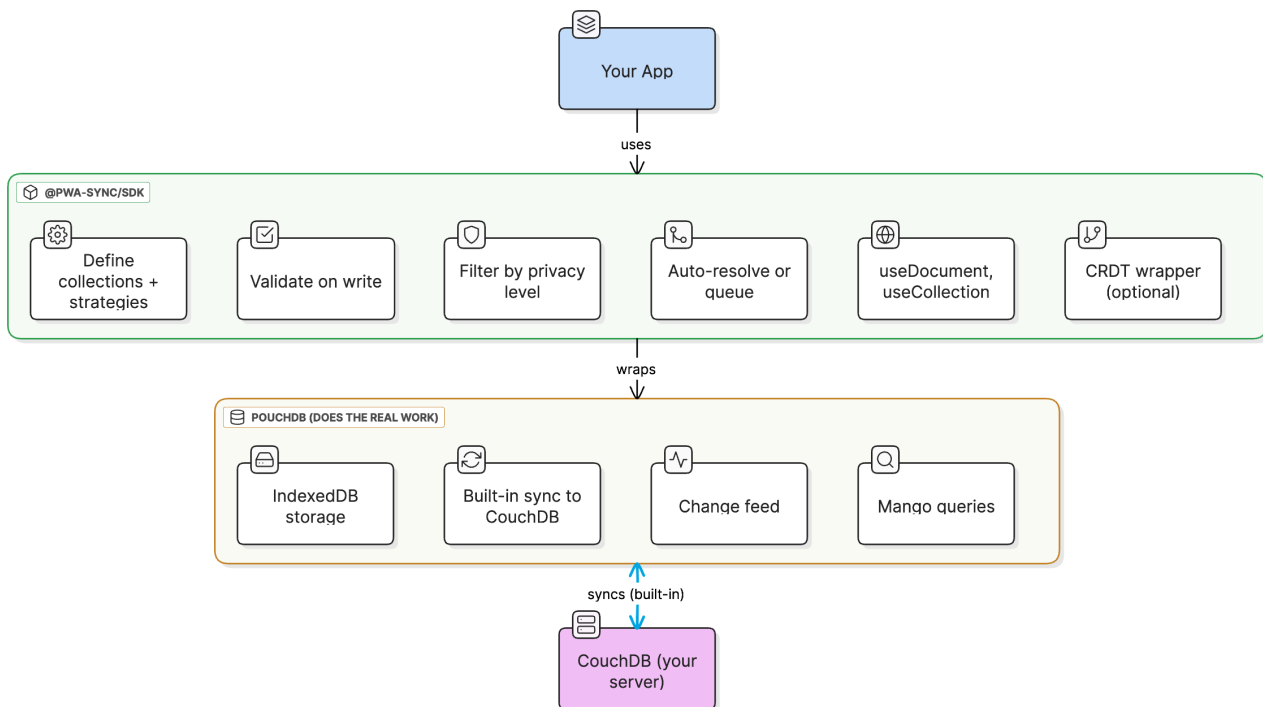 Your App
uses
@PWA-SYNC/SDK
Define
collections +
strategies
Validate on write
Filter by privacy
level
Auto-resolve or
queue
useDocument,
useCollection
CRDT wrapper
(optional)
wraps
POUCHDB (DOES THE REAL WORK)
IndexedDB
storage
Built-in sync to
CouchDB
Change feed
Mango queries
syncs (built-in)
CouchDB (your
server)